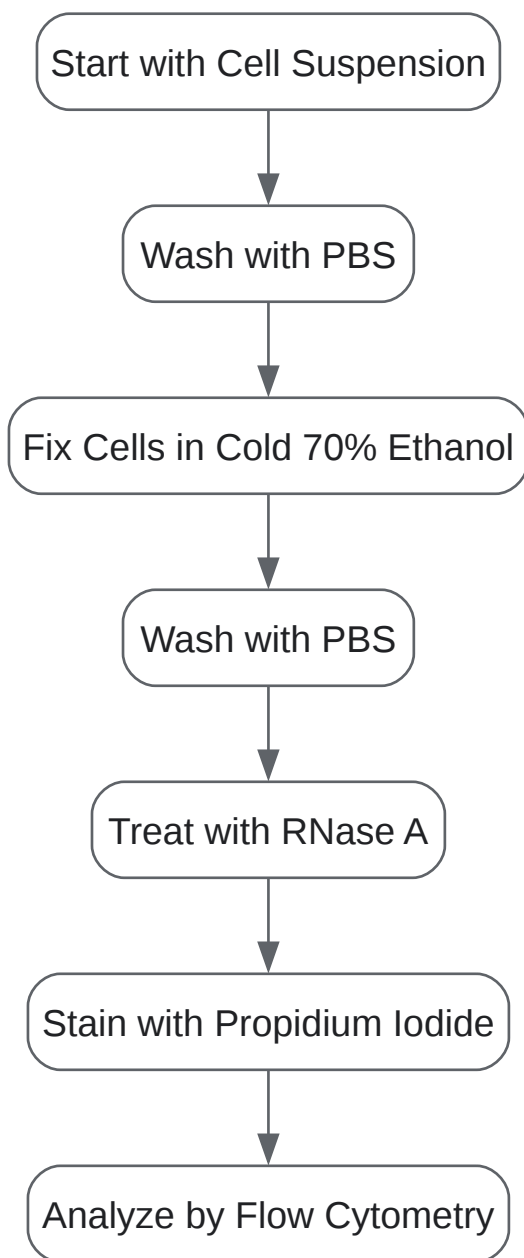 Start with Cell Suspension
Wash with PBS
Fix Cells in Cold 70% Ethanol
Wash with PBS
Treat with RNase A
Stain with Propidium Iodide
Analyze by Flow Cytometry